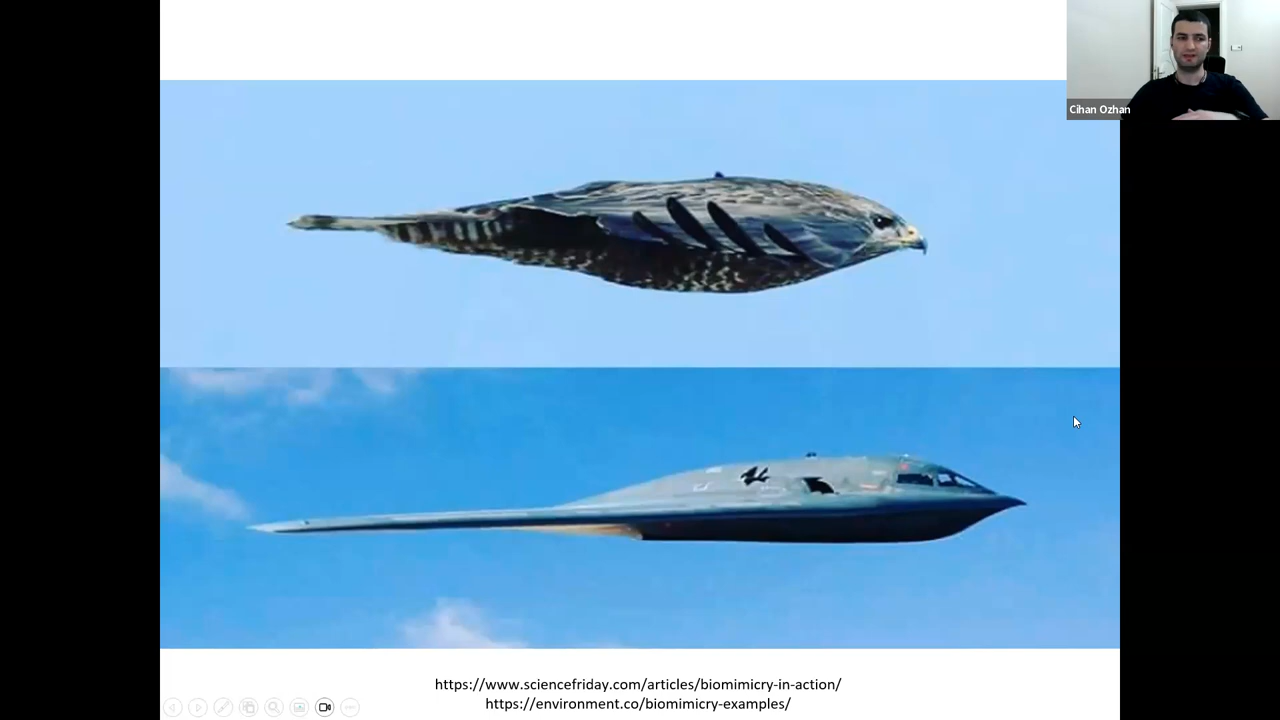 Cihan Ozhan
https://www.sciencefriday.com/articles/biomimicry-in-action/
https://environment.co/biomimicry-examples/